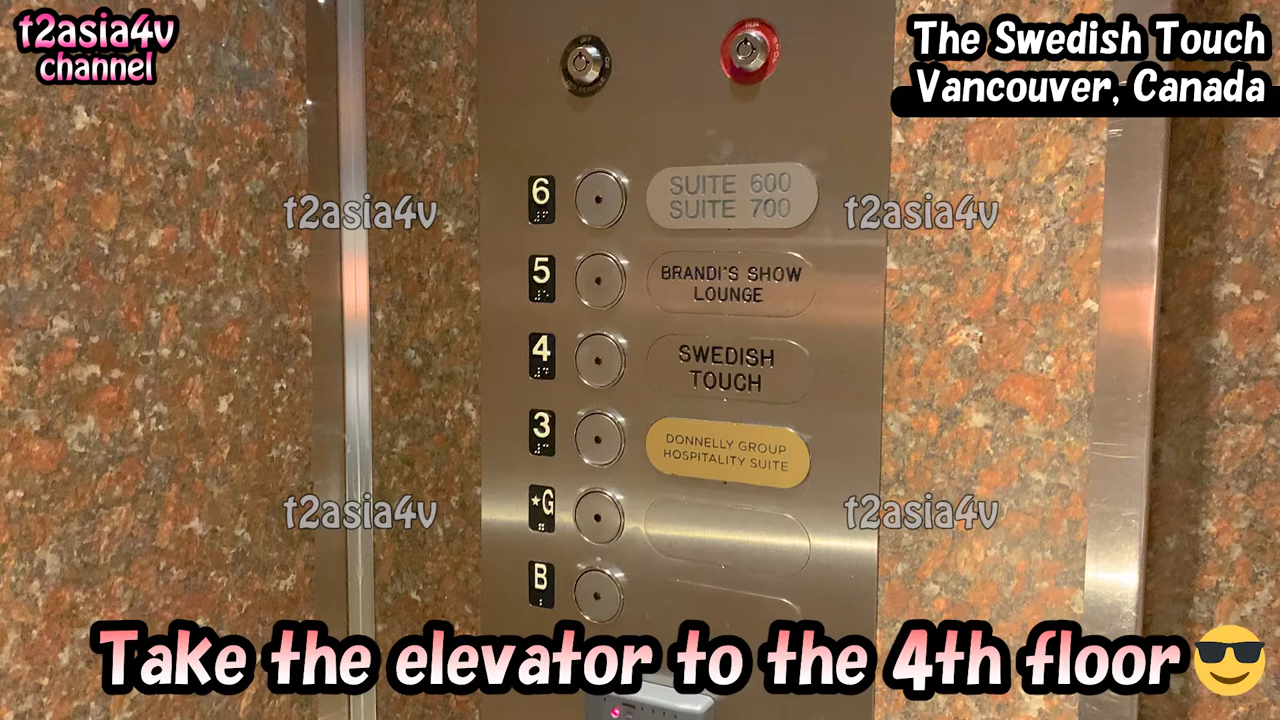 t2asia4v
channel
The Swedish Touch
Vancouver, Canada
6
SUITE 600
SUITE 700
t2asia4v
t2asia4v
5
BRANDI'S SHOW
LOUNGE
4
SWEDISH
TOUCH
3
DONNELLY GROUP
HOSPITALITY SUITE
★G
t2asia4v
t2asia4v
B
Take the elevator to the 4th floor😎